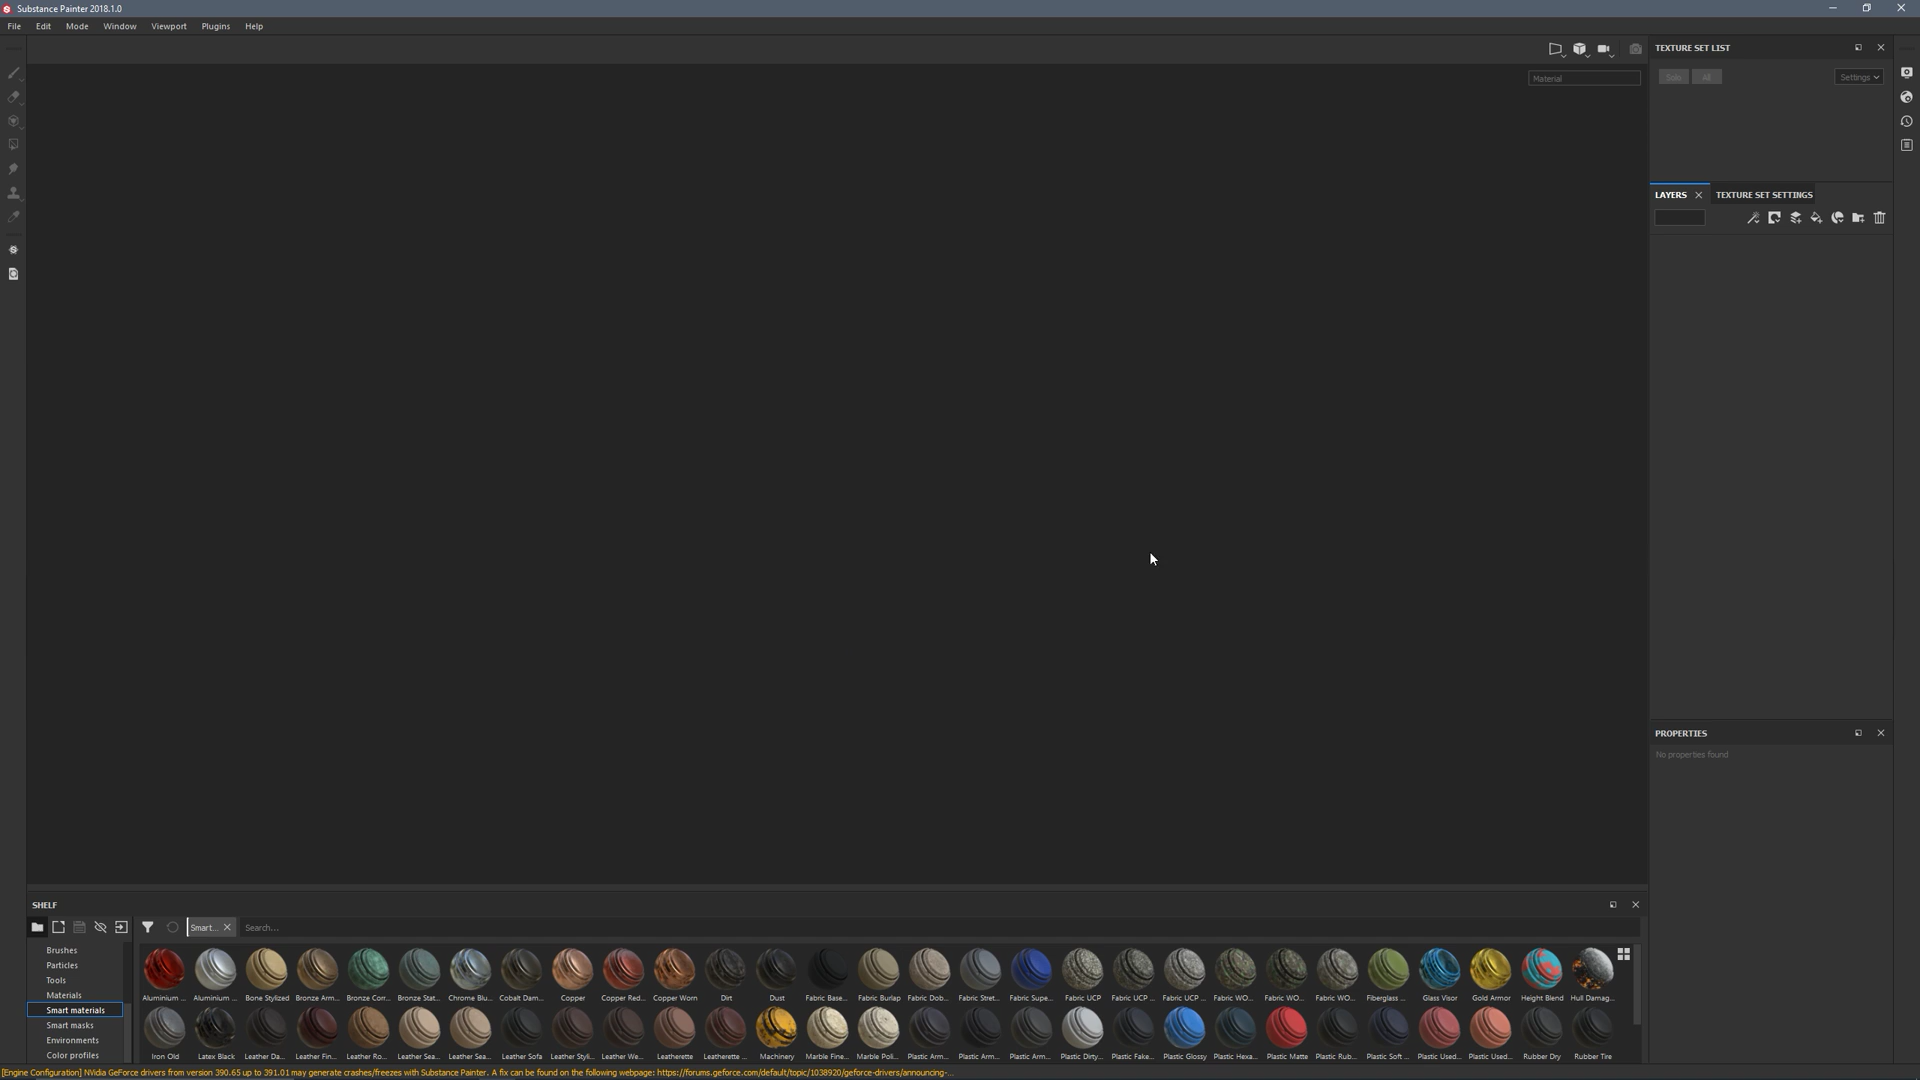 Substance Painter 2018.1.0
File Edit Mode Window Viewport Plugins Help
Material
TEXTURE SET LIST
Solo All Settings
LAYERS TEXTURE SET SETTINGS
PROPERTIES
No properties found
SHELF
Smart... Search...
Brushes
Particles
Tools
Materials
Smart materials
Smart masks
Environments
Color profiles
Aluminium ... Aluminium ... Bone Stylized Bronze Arm... Bronze Corr... Bronze Stat... Chrome Blu... Cobalt Dam... Copper Copper Red... Copper Worn Dirt Dust Fabric Base... Fabric Burlap Fabric Dob... Fabric Stret... Fabric Supe... Fabric UCP Fabric UCP ... Fabric UCP ... Fabric WO... Fabric WO... Fabric WO... Fiberglass ... Glass Visor Gold Armor Height Blend Hull Damag...
Iron Old Latex Black Leather Da... Leather Fin... Leather Ro... Leather Sea... Leather Sea... Leather Sofa Leather Styli... Leather We... Leatherette Leatherette ... Machinery Marble Fine... Marble Poli... Plastic Arm... Plastic Arm... Plastic Arm... Plastic Dirty... Plastic Fake... Plastic Glossy Plastic Hexa... Plastic Matte Plastic Rub... Plastic Soft ... Plastic Used... Plastic Used... Rubber Dry Rubber Tire
[Engine Configuration] NVidia GeForce drivers from version 390.65 up to 391.01 may generate crashes/freezes with Substance Painter. A fix can be found on the following webpage: https://forums.geforce.com/default/topic/1038920/geforce-drivers/announcing-...